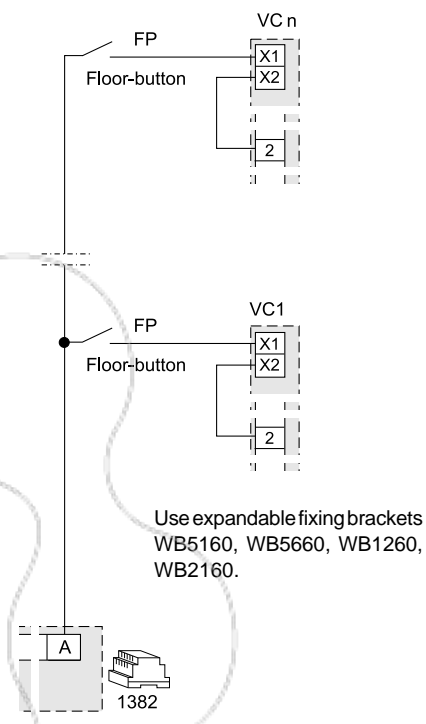 VC n
FP
X1
Floor-button
X2
2
VC1
FP
X1
Floor-button
X2
2
Use expandable fixing brackets
WB5160, WB5660, WB1260,
WB2160.
A
1382